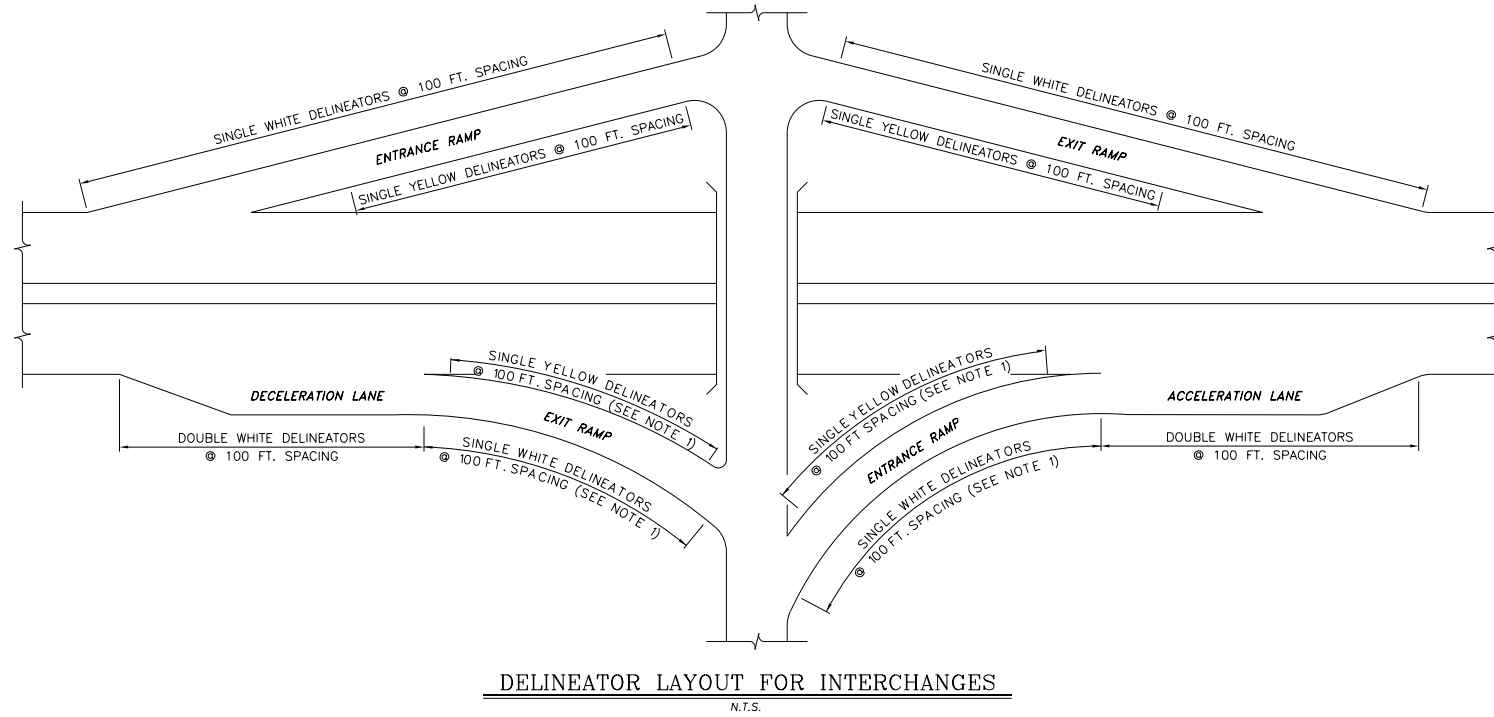 SINGLE WHITE DELINEATORS @ 100 FT. SPACING
SINGLE WHITE DELINEATORS @ 100 FT. SPACING
ENTRANCE RAMP
SINGLE YELLOW DELINEATORS @ 100 FT. SPACING
SINGLE YELLOW DELINEATORS @ 100 FT. SPACING
EXIT RAMP
SINGLE YELLOW DELINEATORS
@ 100 FT. SPACING (SEE NOTE 1)
SINGLE YELLOW DELINEATORS
@ 100 FT SPACING (SEE NOTE 1)
DECELERATION LANE
EXIT RAMP
ENTRANCE RAMP
ACCELERATION LANE
DOUBLE WHITE DELINEATORS
@ 100 FT. SPACING
SINGLE WHITE DELINEATORS
@ 100 FT. SPACING (SEE NOTE 1)
SINGLE WHITE DELINEATORS
@ 100 FT. SPACING (SEE NOTE 1)
DOUBLE WHITE DELINEATORS
@ 100 FT. SPACING
DELINEATOR LAYOUT FOR INTERCHANGES
N.T.S.